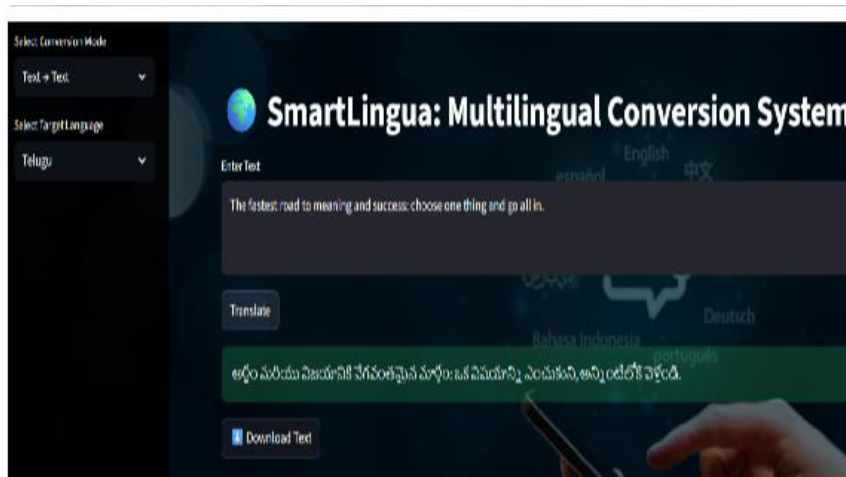 Select Conversion Mode
Text → Text
Select Target Language
Telugu
SmartLingua: Multilingual Conversion System
Enter Text
English
español
中文
The fastest road to meaning and success: choose one thing and go all in.
Translate
Deutsch
Bahasa Indonesia
português
అర్థం మరియు విజయానికి వేగవంతమైన మార్గం: ఒక విషయాన్ని ఎంచుకుని, అన్నింటిలోకి వెళ్లండి.
Download Text